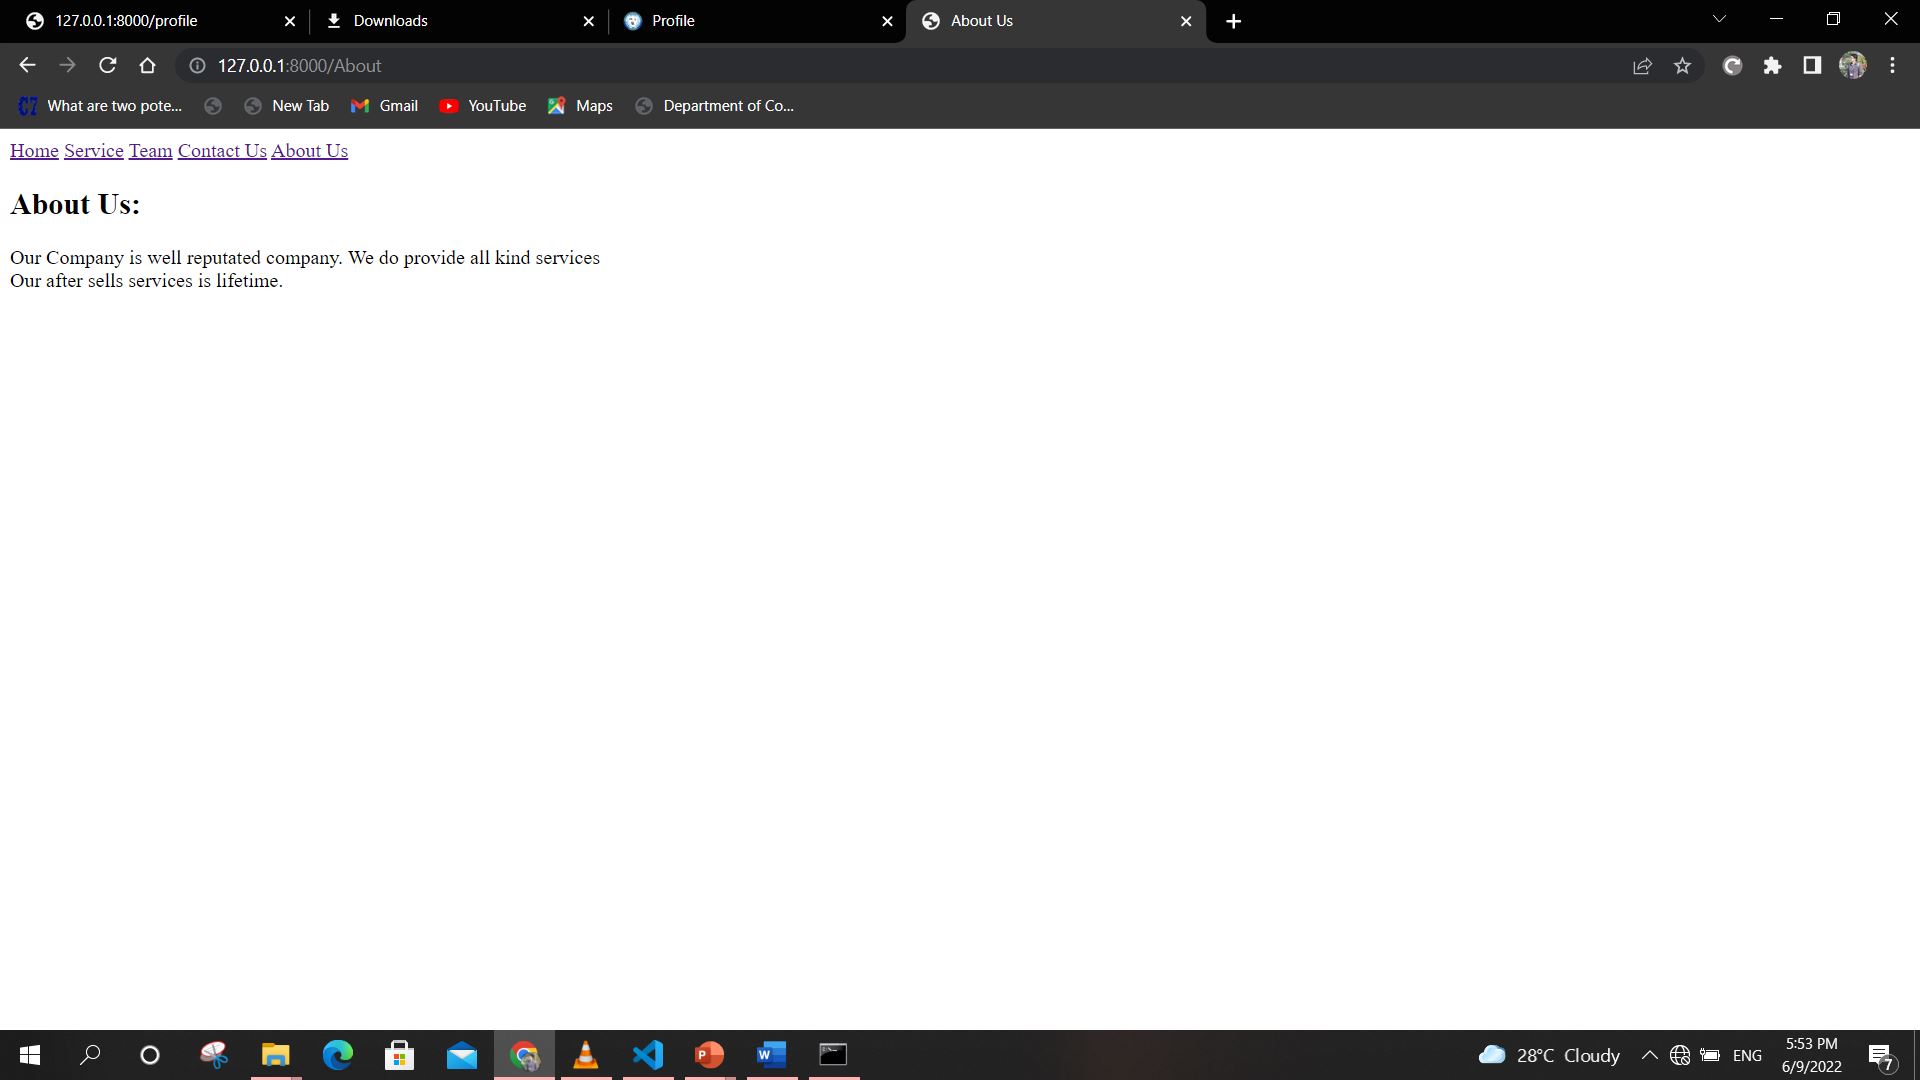 127.0.0.1:8000/profile
Downloads
Profile
About Us
127.0.0.1:8000/About
C7 What are two pote...
New Tab
Gmail
YouTube
Maps
Department of Co...
Home Service Team Contact Us About Us
About Us:
Our Company is well reputated company. We do provide all kind services
Our after sells services is lifetime.
28°C Cloudy
ENG
5:53 PM
6/9/2022
7